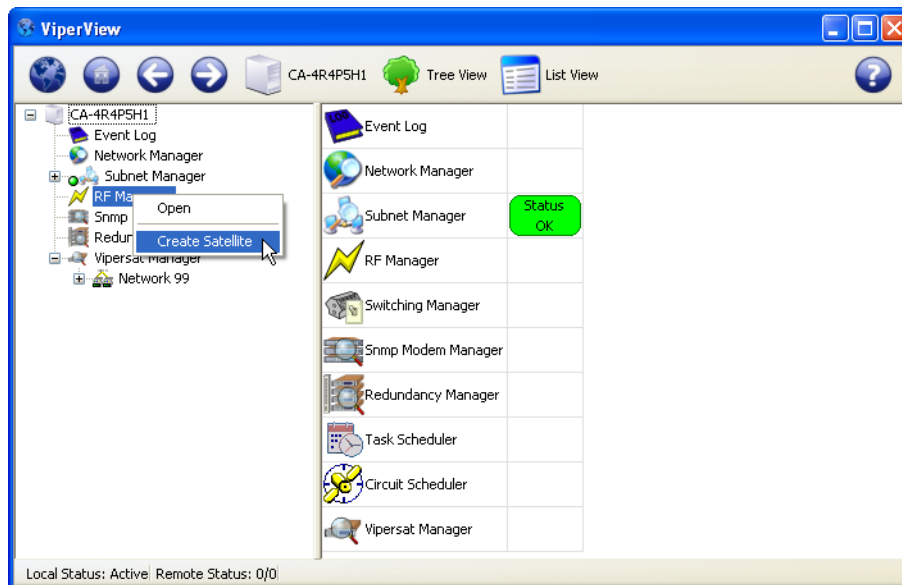 ViperView
CA-4R4P5H1 Tree View List View
CA-4R4P5H1
Event Log
Network Manager
Subnet Manager
RF Ma
Snmp
Redun
Vipersat Manager
Network 99
Open
Create Satellite
LOG
Event Log
Network Manager
Subnet Manager
Status
OK
RF Manager
Switching Manager
Snmp Modem Manager
Redundancy Manager
Task Scheduler
Circuit Scheduler
Vipersat Manager
Local Status: Active Remote Status: 0/0